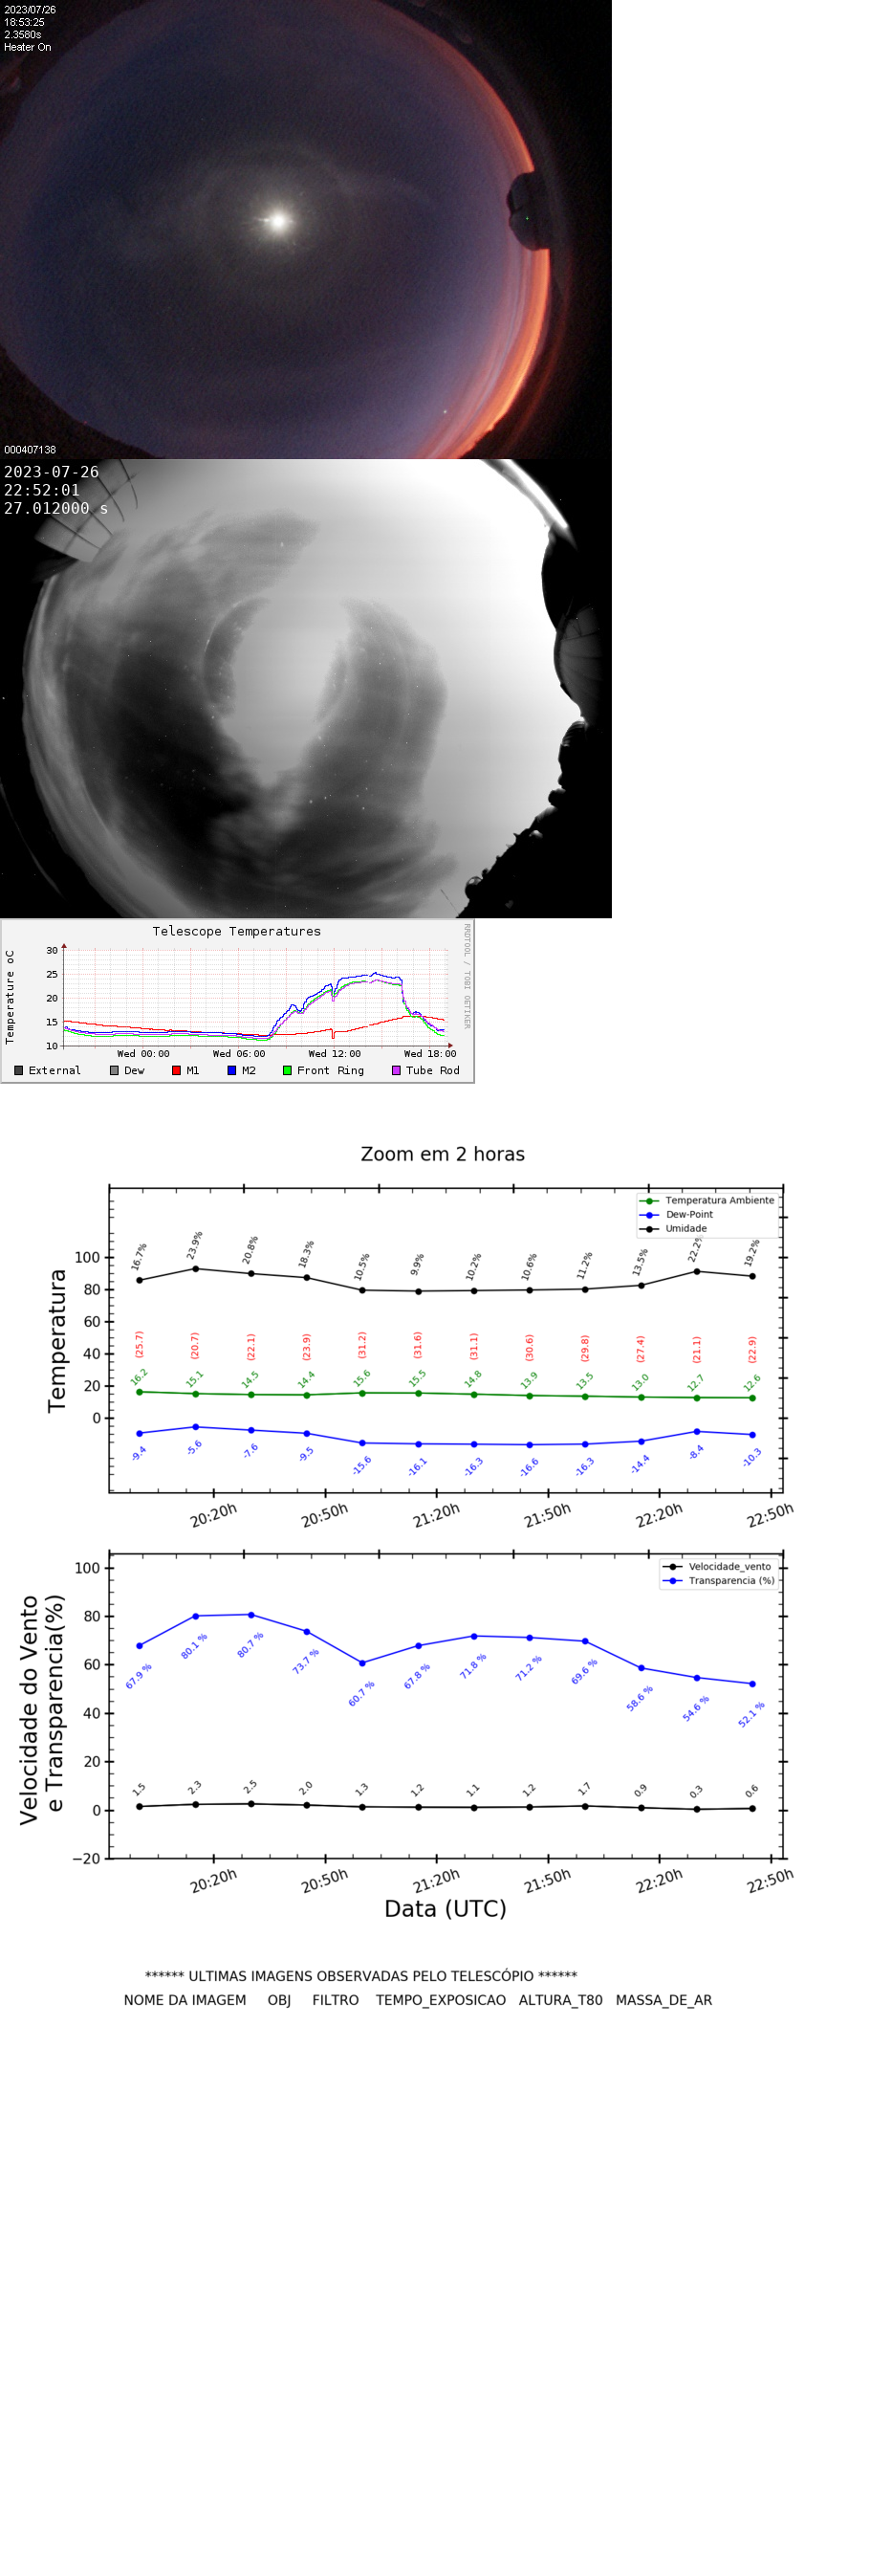 2023/07/26
18:53:25
2.3580s
Heater On
000407138
2023-07-26
22:52:01
27.012000 s
Telescope Temperatures
RRDTOOL / TOBI OETIKER
Temperature oC
30
25
20
15
10
Wed 00:00 Wed 06:00 Wed 12:00 Wed 18:00
External Dew M1 M2 Front Ring Tube Rod
Zoom em 2 horas
Temperatura Ambiente
Dew-Point
Umidade
Temperatura
100
80
60
40
20
0
16.7% 23.9% 20.8% 18.3% 10.5% 9.9% 10.2% 10.6% 11.2% 13.5% 22.2% 19.2%
(25.7) (20.7) (22.1) (23.9) (31.2) (31.6) (31.1) (30.6) (29.8) (27.4) (21.1) (22.9)
16.2 15.1 14.5 14.4 15.6 15.5 14.8 13.9 13.5 13.0 12.7 12.6
-9.4 -5.6 -7.6 -9.5 -15.6 -16.1 -16.3 -16.6 -16.3 -14.4 -8.4 -10.3
20:20h 20:50h 21:20h 21:50h 22:20h 22:50h
Velocidade_vento
Transparencia (%)
Velocidade do Vento
e Transparencia(%)
100
80
60
40
20
0
−20
67.9 % 80.1 % 80.7 % 73.7 % 60.7 % 67.8 % 71.8 % 71.2 % 69.6 % 58.6 % 54.6 % 52.1 %
1.5 2.3 2.5 2.0 1.3 1.2 1.1 1.2 1.7 0.9 0.3 0.6
20:20h 20:50h 21:20h 21:50h 22:20h 22:50h
Data (UTC)
****** ULTIMAS IMAGENS OBSERVADAS PELO TELESCÓPIO ******
NOME DA IMAGEM OBJ FILTRO TEMPO_EXPOSICAO ALTURA_T80 MASSA_DE_AR